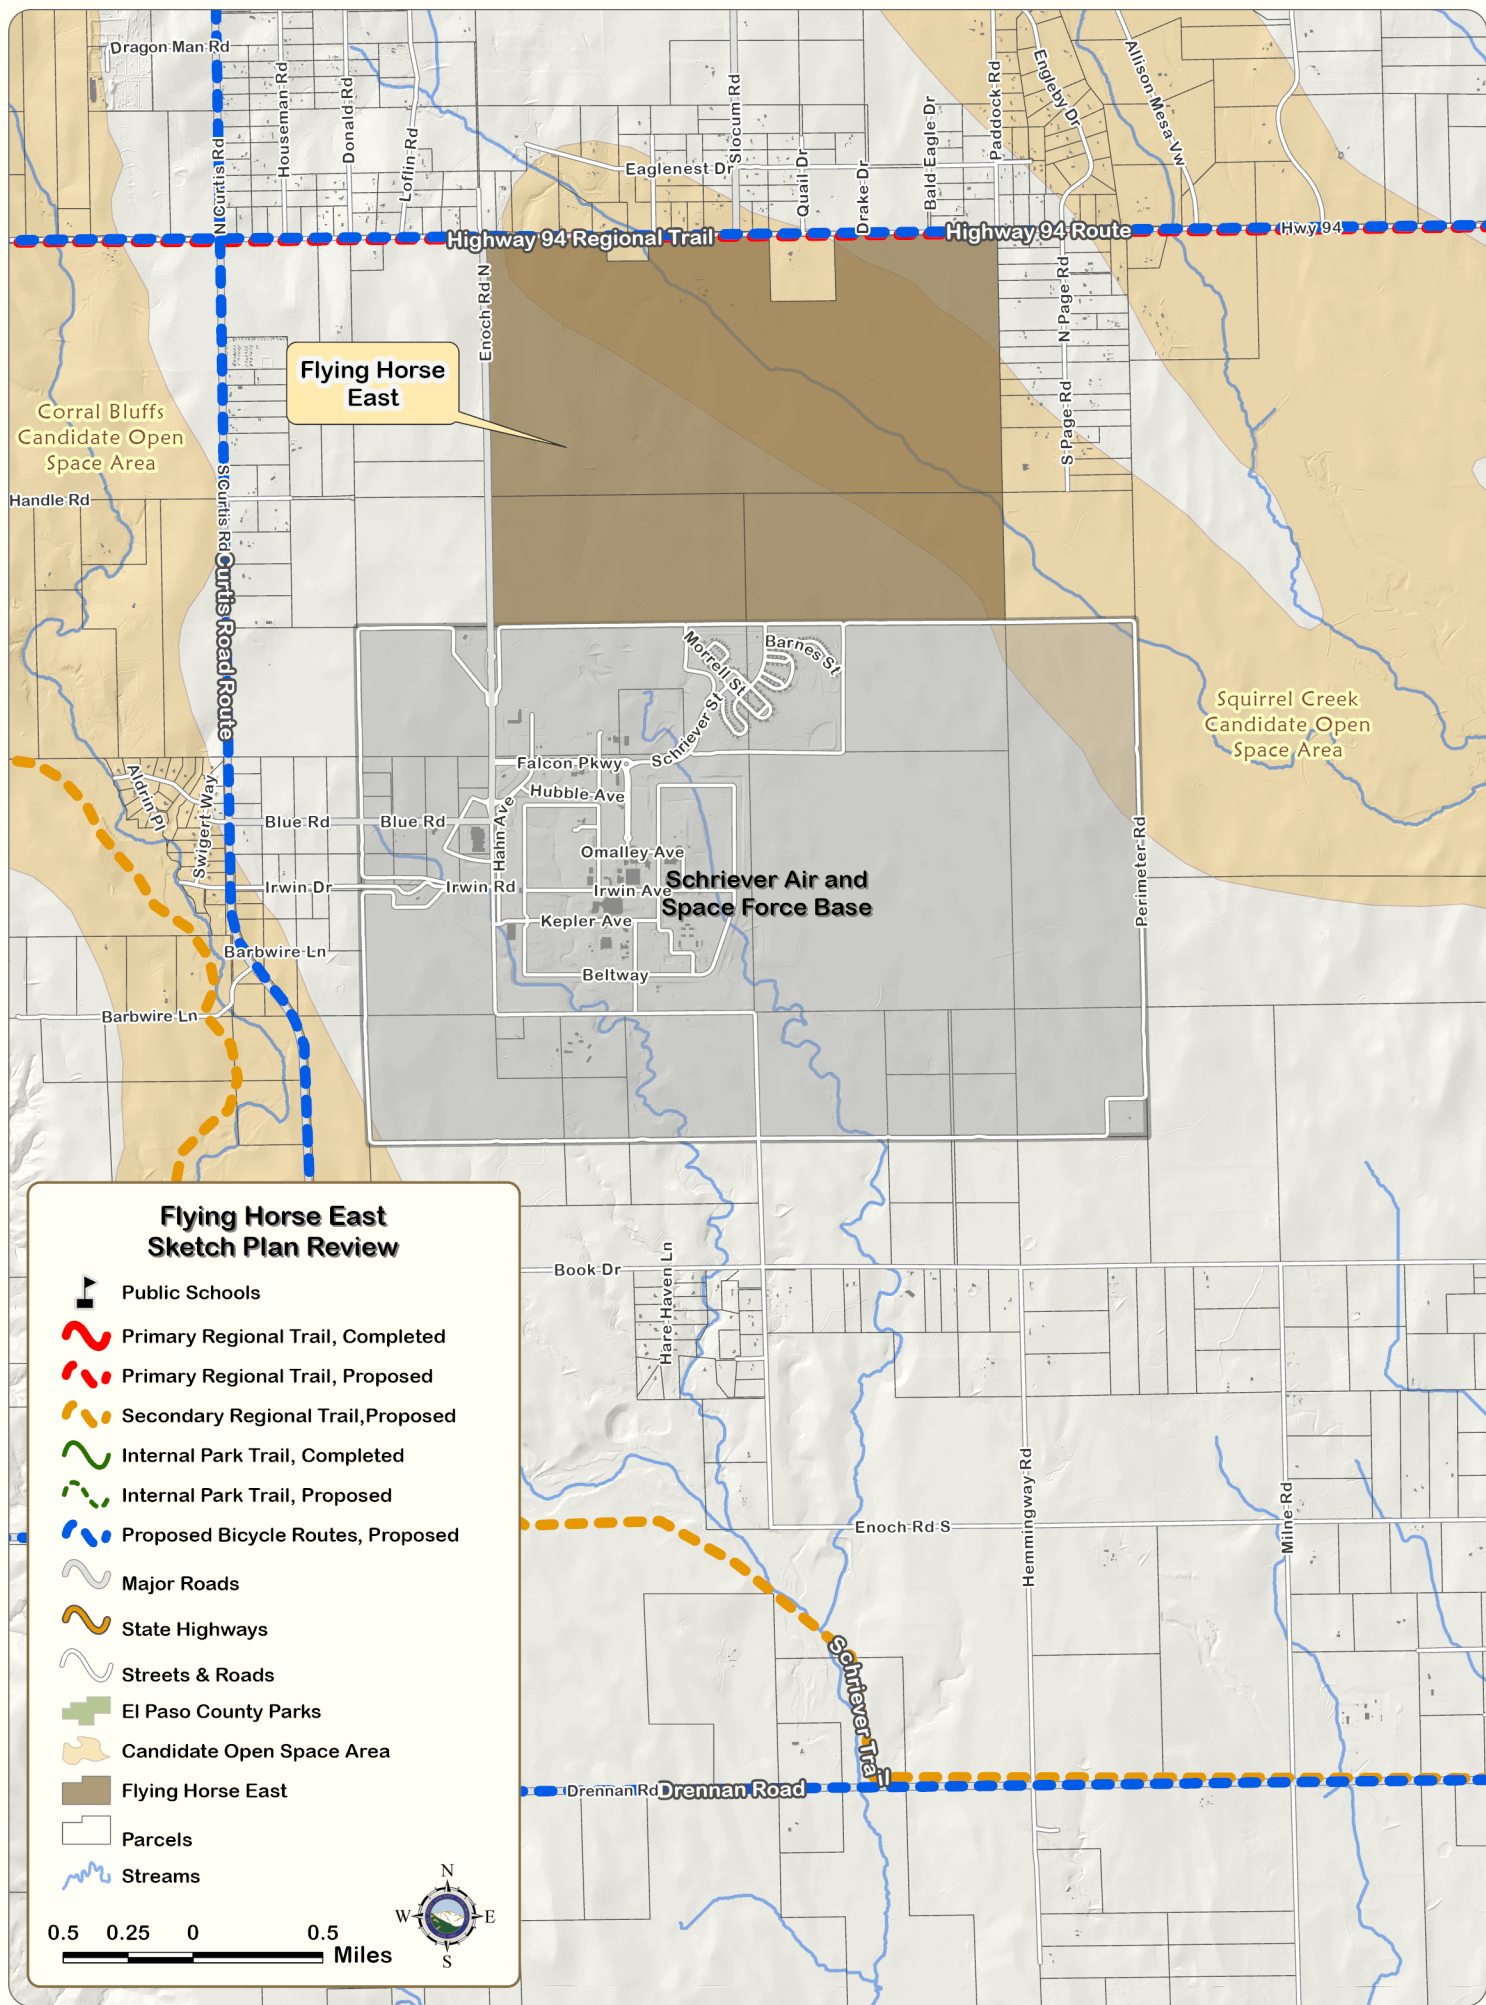 Dragon Man Rd
N Curtis Rd
Houseman Rd
Donald Rd
Loflin Rd
Slocum Rd
Eaglenest Dr
Quail Dr
Drake Dr
Bald Eagle Dr
Paddock Rd
Engleby Dr
Allison Mesa Vw
Highway 94 Regional Trail
Highway 94 Route
Hwy 94
Enoch Rd N
N Page Rd
S Page Rd
Flying Horse
East
Corral Bluffs
Candidate Open
Space Area
Handle Rd
S Curtis Rd
Curtis Road Route
Morrell St
Barnes St
Schriever St
Squirrel Creek
Candidate Open
Space Area
Falcon Pkwy
Hubble Ave
Aldrin Pl
Swigert Way
Blue Rd
Blue Rd
Hahn Ave
Omalley Ave
Perimeter Rd
Schriever Air and
Space Force Base
Irwin Dr
Irwin Rd
Irwin Ave
Kepler Ave
Barbwire Ln
Beltway
Barbwire Ln
Book Dr
Hare Haven Ln
Hemmingway Rd
Milne Rd
Enoch Rd S
Schriever Trail
Drennan Rd
Drennan Road
Flying Horse East
Sketch Plan Review
Public Schools
Primary Regional Trail, Completed
Primary Regional Trail, Proposed
Secondary Regional Trail,Proposed
Internal Park Trail, Completed
Internal Park Trail, Proposed
Proposed Bicycle Routes, Proposed
Major Roads
State Highways
Streets & Roads
El Paso County Parks
Candidate Open Space Area
Flying Horse East
Parcels
Streams
N
W
E
S
0.5 0.25 0 0.5
Miles